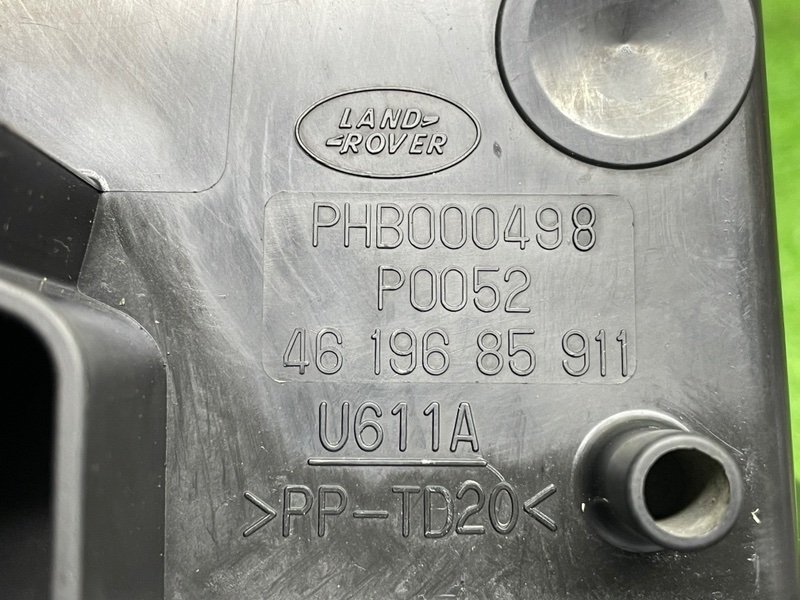 LAND
ROVER
PHB000498
P0052
46 196 85 911
U611A
>PP-TD20<